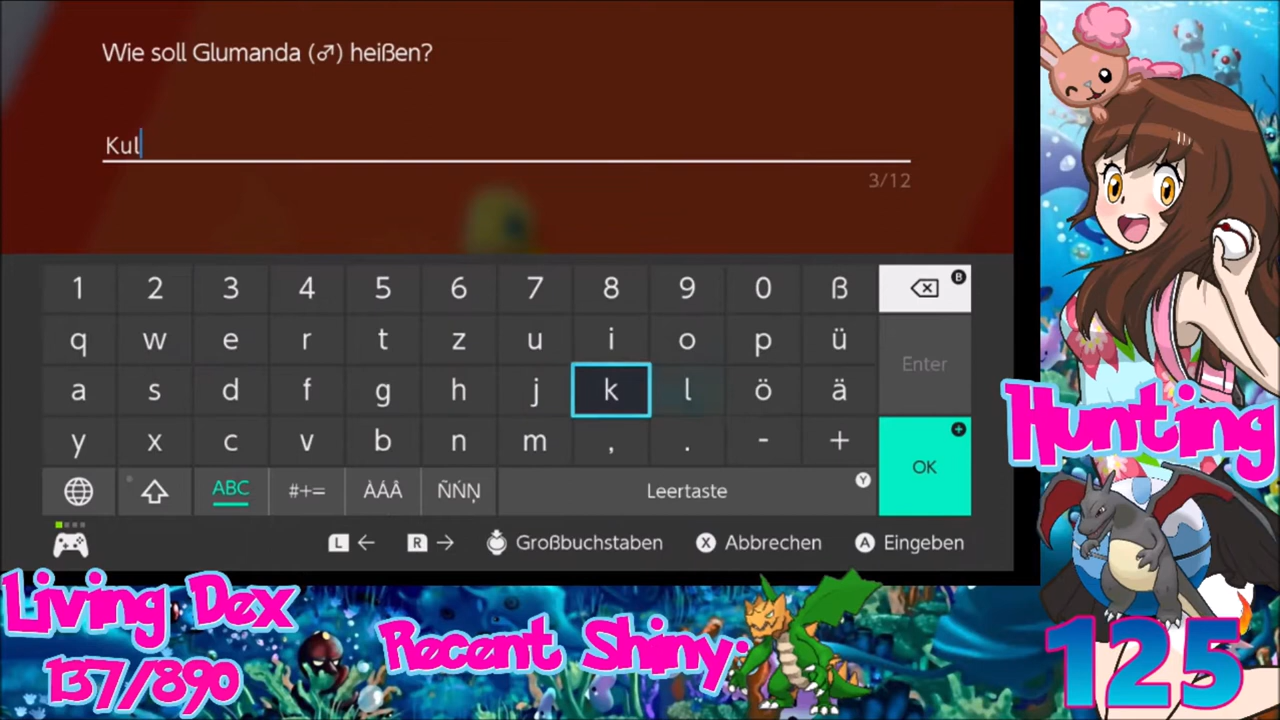 Wie soll Glumanda (♂) heißen?
Kul
3/12
1 2 3 4 5 6 7 8 9 0 ß B
q w e r t z u i o p ü
Enter
a s d f g h j k l ö ä
y x c v b n m , . - +
OK
ABC #+= ÀÁÂ ÑŃŅ Leertaste Y
L ← R → Großbuchstaben X Abbrechen A Eingeben
Hunting
125
Living Dex
137/890
Recent Shiny: